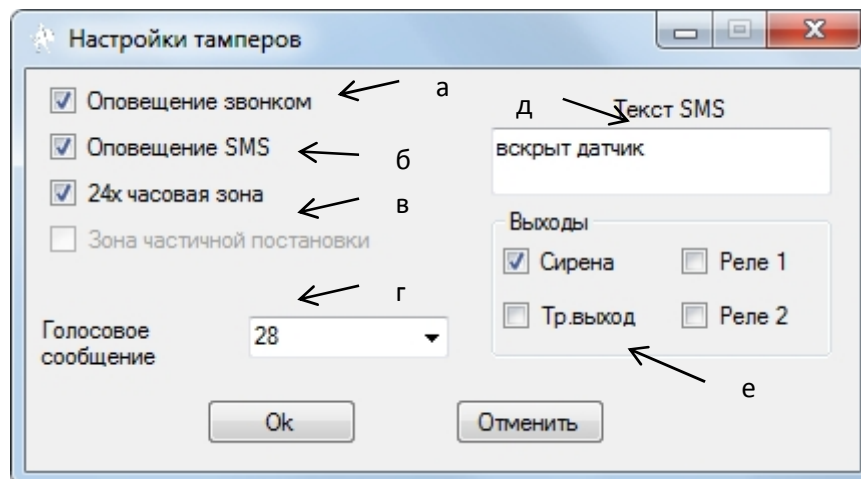 Настройки тамперов
Оповещение звонком
а
Оповещение SMS
б
24х часовая зона
в
Зона частичной постановки
г
Голосовое
сообщение
28
д
Текст SMS
вскрыт датчик
Выходы
Сирена
Реле 1
Тр.выход
Реле 2
е
Ok
Отменить